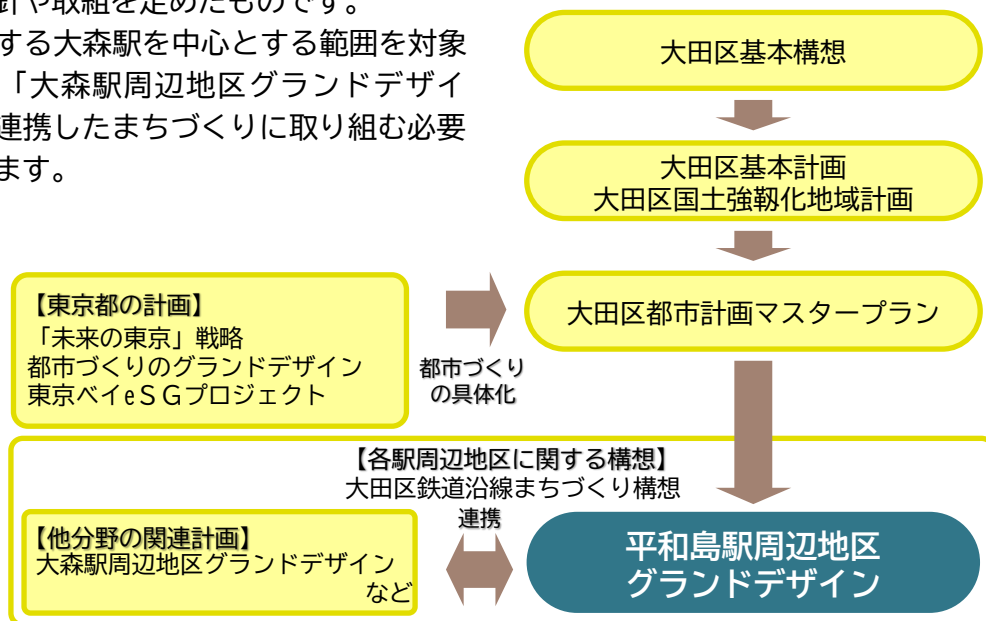 針や取組を定めたものです。
する大森駅を中心とする範囲を対象
「大森駅周辺地区グランドデザイ
連携したまちづくりに取り組む必要
ます。
大田区基本構想
大田区基本計画
大田区国土強靱化地域計画
【東京都の計画】
「未来の東京」戦略
都市づくりのグランドデザイン
東京ベイeSGプロジェクト
都市づくり
の具体化
大田区都市計画マスタープラン
【各駅周辺地区に関する構想】
大田区鉄道沿線まちづくり構想
【他分野の関連計画】
大森駅周辺地区グランドデザイン
など
連携
平和島駅周辺地区
グランドデザイン